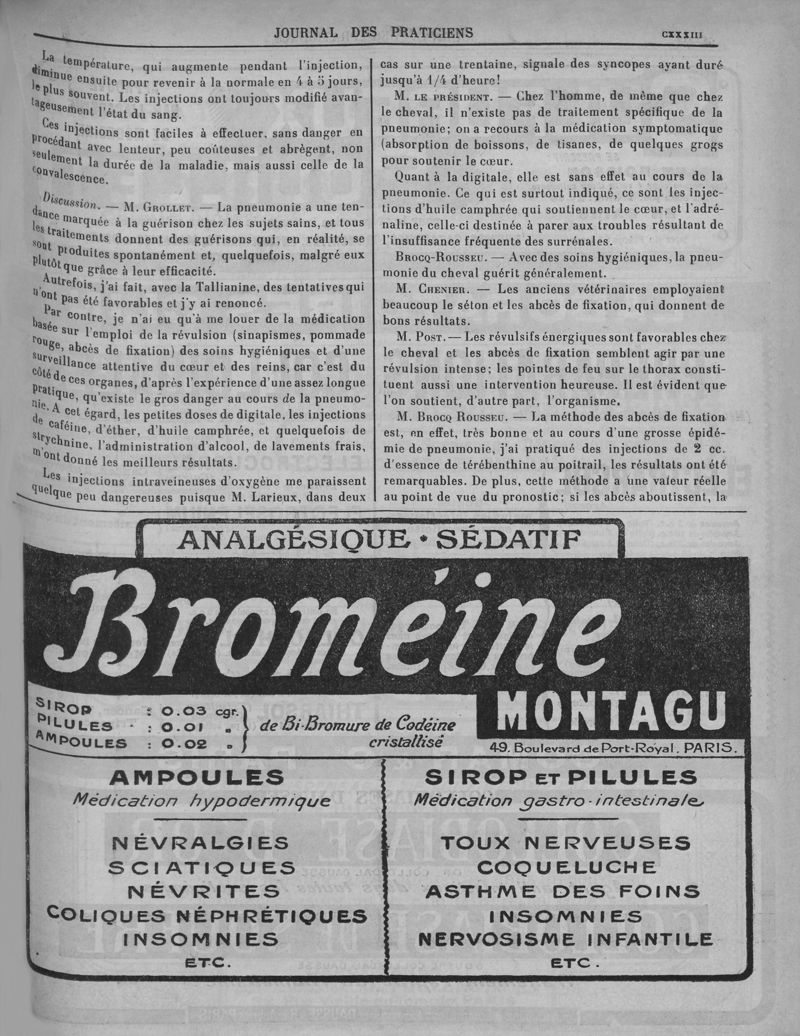 JOURNAL DES PRATICIENS
CXXXIII
La température, qui augmente pendant l'injection,
diminue ensuite pour revenir à la normale en 4 à 5 jours,
le plus souvent. Les injections ont toujours modifié avan-
tageusement l'état du sang.
Ces injections sont faciles à effectuer, sans danger en
procédant avec lenteur, peu coûteuses et abrègent, non
seulement la durée de la maladie, mais aussi celle de la
convalescence.
Discussion. — M. GROLLET. — La pneumonie a une ten-
dance marquée à la guérison chez les sujets sains, et tous
les traitements donnent des guérisons qui, en réalité, se
sont produites spontanément et, quelquefois, malgré eux
plutôt que grâce à leur efficacité.
Autrefois, j'ai fait, avec la Tallianine, des tentatives qui
n'ont pas été favorables et j'y ai renoncé.
Par contre, je n'ai eu qu'à me louer de la médication
basée sur l'emploi de la révulsion (sinapismes, pommade
rouge, abcès de fixation) des soins hygiéniques et d'une
surveillance attentive du cœur et des reins, car c'est du
côté de ces organes, d'après l'expérience d'une assez longue
pratique, qu'existe le gros danger au cours de la pneumo-
nie. A cet égard, les petites doses de digitale, les injections
de caféine, d'éther, d'huile camphrée, et quelquefois de
strychnine, l'administration d'alcool, de lavements frais,
m'ont donné les meilleurs résultats.
Les injections intraveineuses d'oxygène me paraissent
quelque peu dangereuses puisque M. Larieux, dans deux
cas sur une trentaine, signale des syncopes ayant duré
jusqu'à 1/4 d'heure!
M. LE PRÉSIDENT. — Chez l'homme, de même que chez
le cheval, il n'existe pas de traitement spécifique de la
pneumonie; on a recours à la médication symptomatique
(absorption de boissons, de tisanes, de quelques grogs
pour soutenir le cœur.
Quant à la digitale, elle est sans effet au cours de la
pneumonie. Ce qui est surtout indiqué, ce sont les injec-
tions d'huile camphrée qui soutiennent le cœur, et l'adré-
naline, celle-ci destinée à parer aux troubles résultant de
l'insuffisance fréquente des surrénales.
BROCQ-ROUSSEU. — Avec des soins hygiéniques, la pneu-
monie du cheval guérit généralement.
M. CHENIER. — Les anciens vétérinaires employaient
beaucoup le séton et les abcès de fixation, qui donnent de
bons résultats.
M. POST. — Les révulsifs énergiques sont favorables chez
le cheval et les abcès de fixation semblent agir par une
révulsion intense; les pointes de feu sur le thorax consti-
tuent aussi une intervention heureuse. Il est évident que
l'on soutient, d'autre part, l'organisme.
M. BROCQ ROUSSEU. — La méthode des abcès de fixation
est, en effet, très bonne et au cours d'une grosse épidé-
mie de pneumonie, j'ai pratiqué des injections de 2 cc.
d'essence de térébenthine au poitrail, les résultats ont été
remarquables. De plus, cette méthode a une valeur réelle
au point de vue du pronostic; si les abcès aboutissent, la
ANALGÉSIQUE • SÉDATIF
Broméine
MONTAGU
SIROP : 0.03 cgr.
PILULES : 0.01 „
AMPOULES : 0.02 „
de Bi-Bromure de Codéine
cristallisé
49, Boulevard de Port-Royal. PARIS.
AMPOULES
Médication hypodermique
NÉVRALGIES
SCIATIQUES
NÉVRITES
COLIQUES NÉPHRÉTIQUES
INSOMNIES
ETC.
SIROP ET PILULES
Médication gastro-intestinale
TOUX NERVEUSES
COQUELUCHE
ASTHME DES FOINS
INSOMNIES
NERVOSISME INFANTILE
ETC.